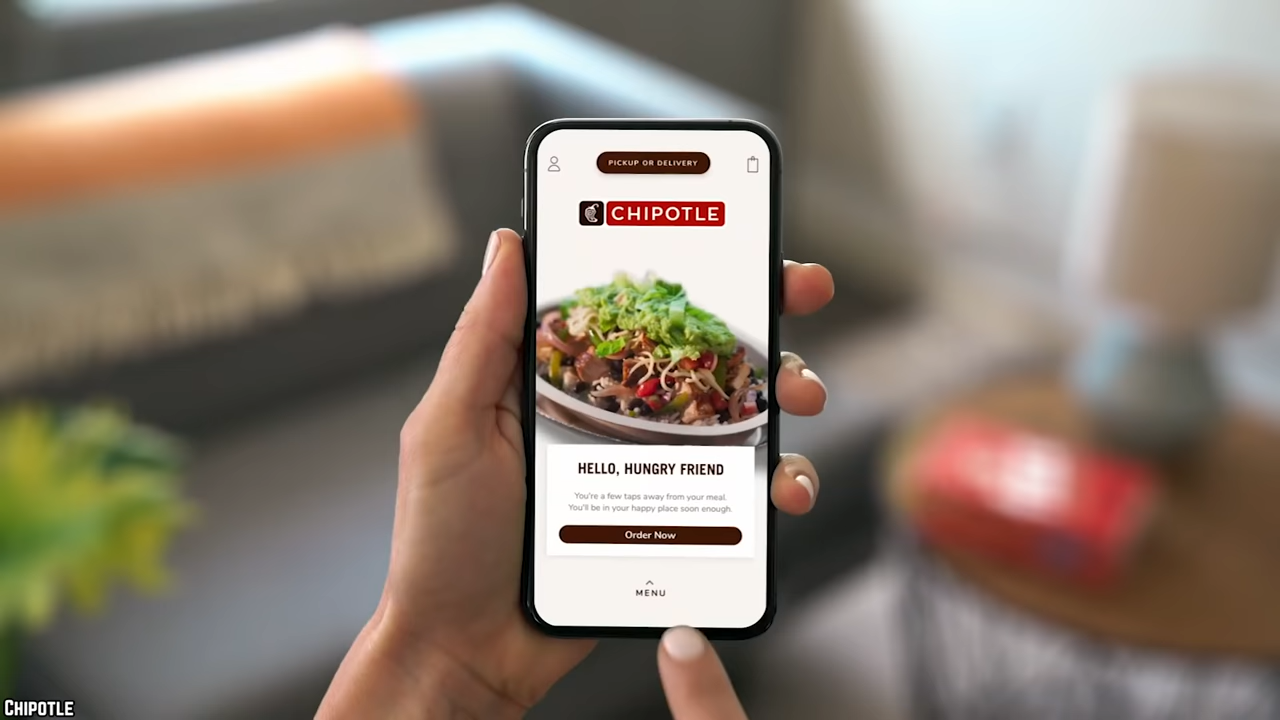 PICKUP OR DELIVERY
CHIPOTLE
HELLO, HUNGRY FRIEND
You're a few taps away from your meal.
You'll be in your happy place soon enough.
Order Now
MENU
CHIPOTLE